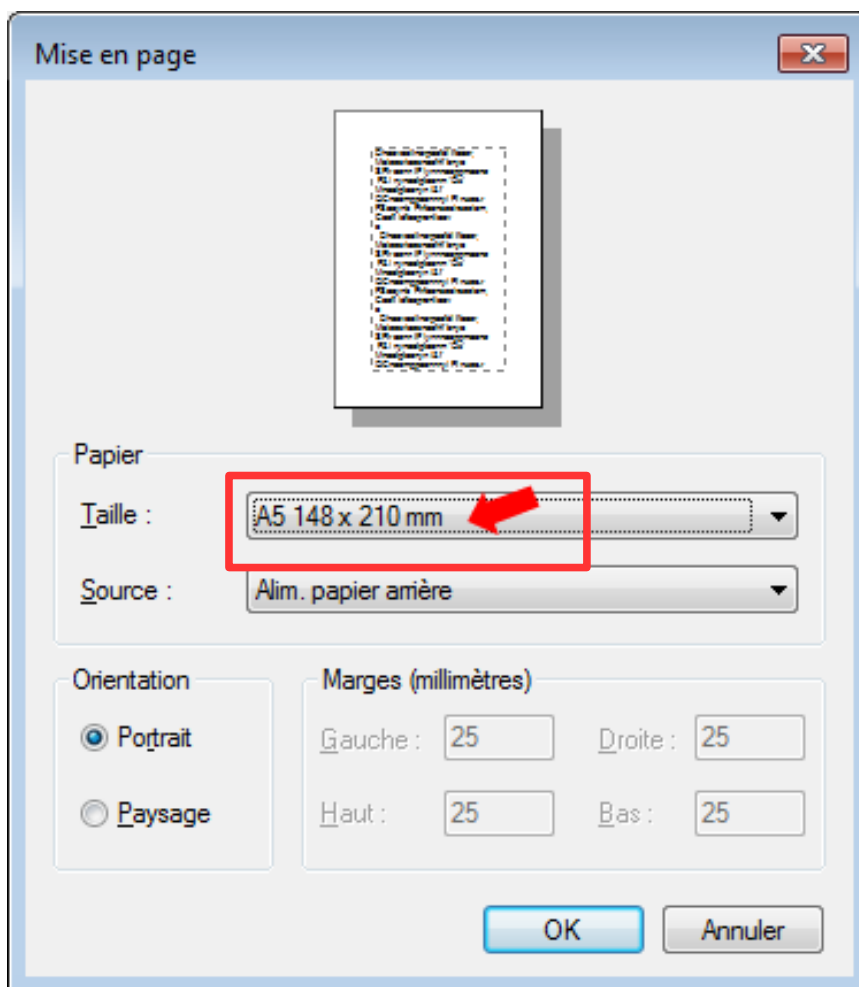 Mise en page
Papier
Taille :
A5 148 x 210 mm
Source :
Alim. papier arrière
Orientation
Portrait
Paysage
Marges (millimètres)
Gauche : 25 Droite : 25
Haut : 25 Bas : 25
OK Annuler